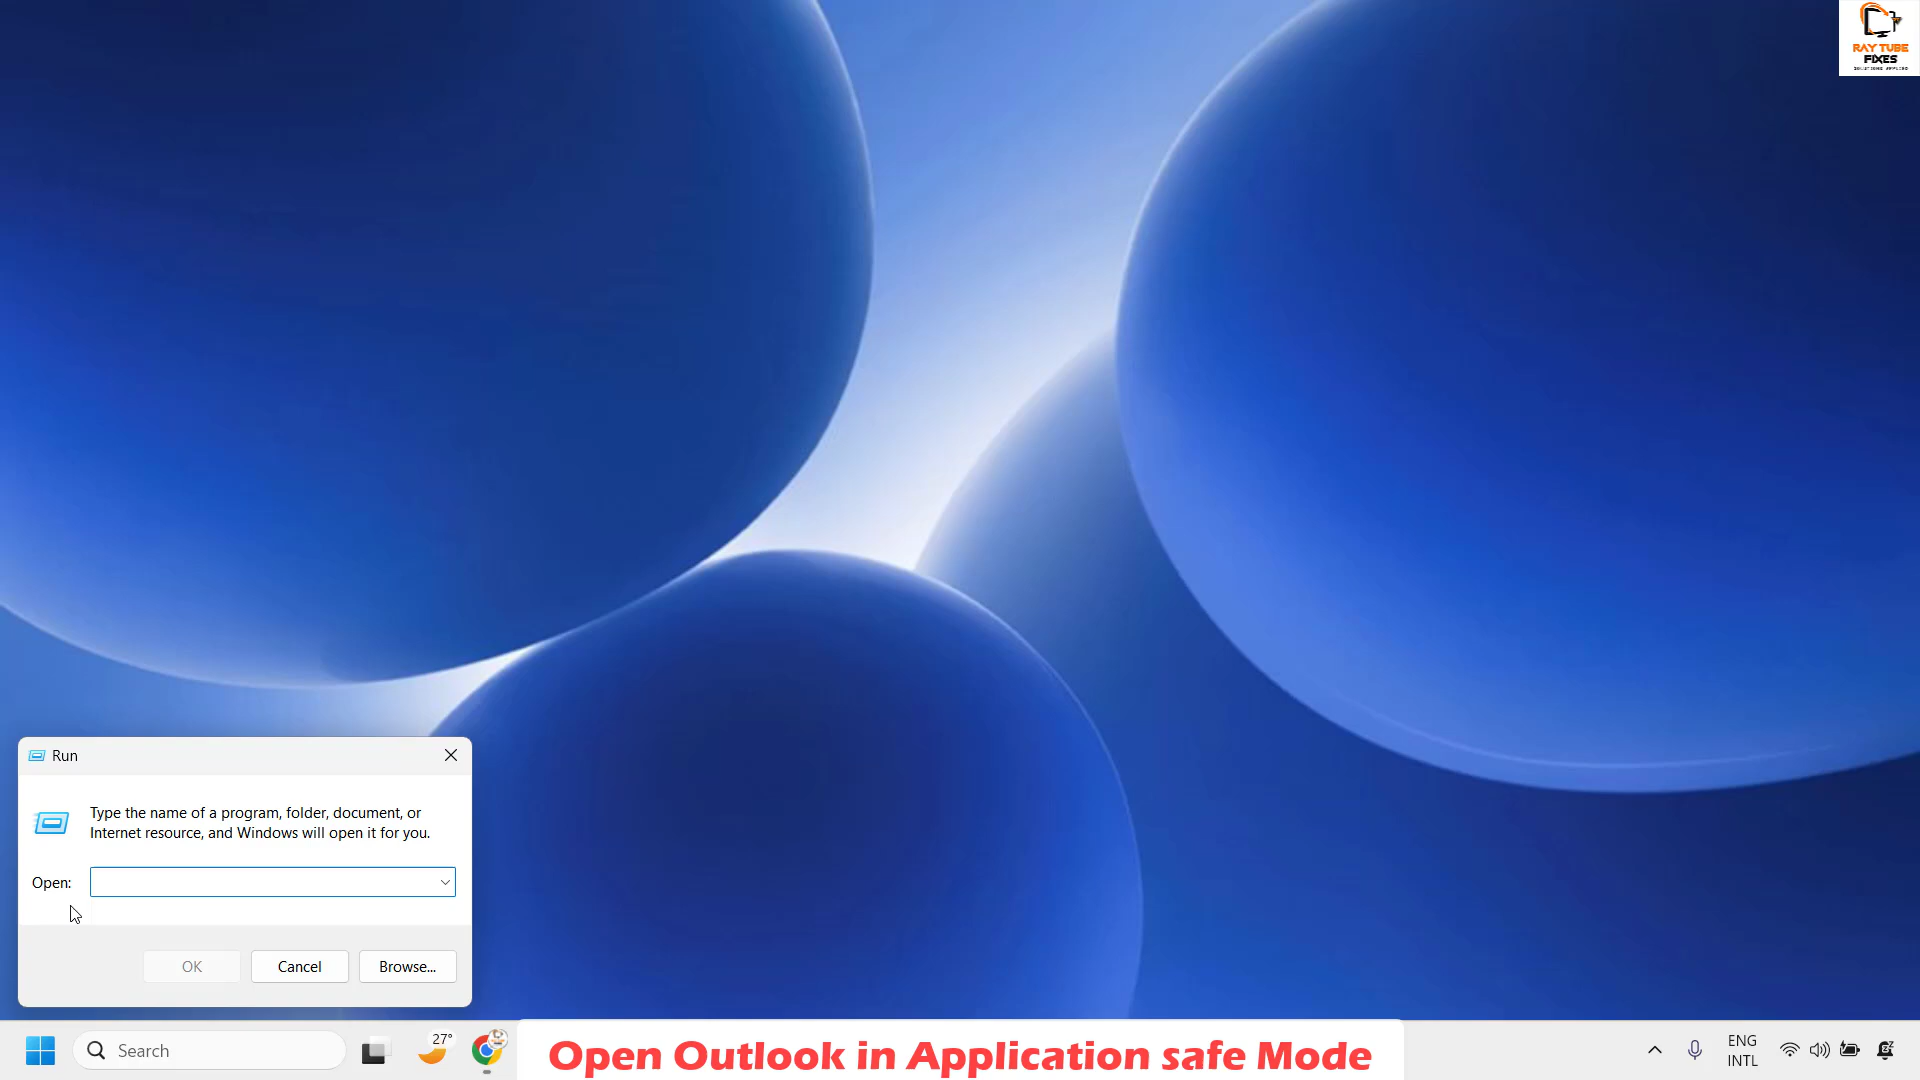 RAY TUBE
FIXES
Run
Type the name of a program, folder, document, or
Internet resource, and Windows will open it for you.
Open:
OK
Cancel
Browse...
Search
27°
Open Outlook in Application safe Mode
ENG
INTL